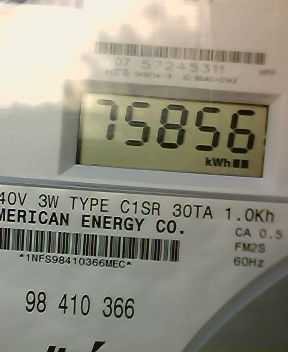 07 57245311
75856
kWh
40V 3W TYPE C1SR 30TA 1.0Kh
MERICAN ENERGY CO.
CA 0.5
FM2S
60Hz
*1NFS98410366MEC*
98 410 366